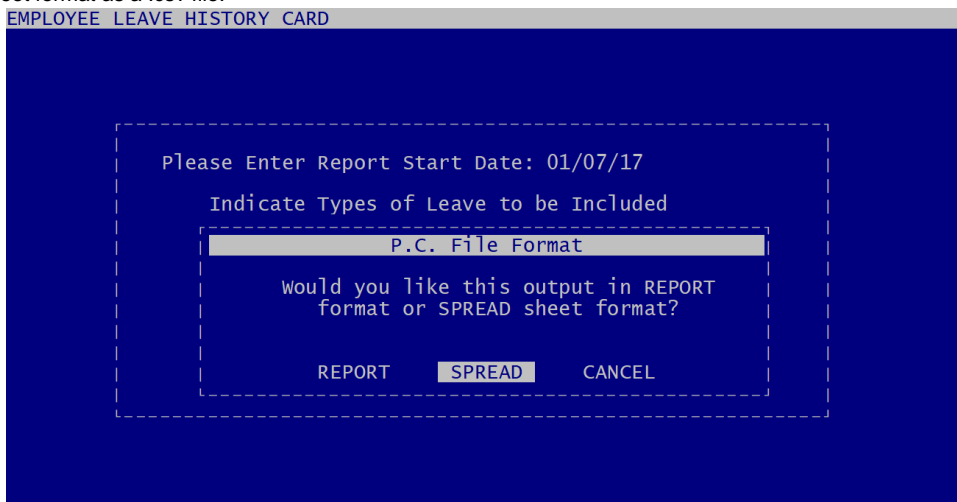 EMPLOYEE LEAVE HISTORY CARD
Please Enter Report Start Date: 01/07/17
Indicate Types of Leave to be Included
P.C. File Format
Would you like this output in REPORT
format or SPREAD sheet format?
REPORT SPREAD CANCEL